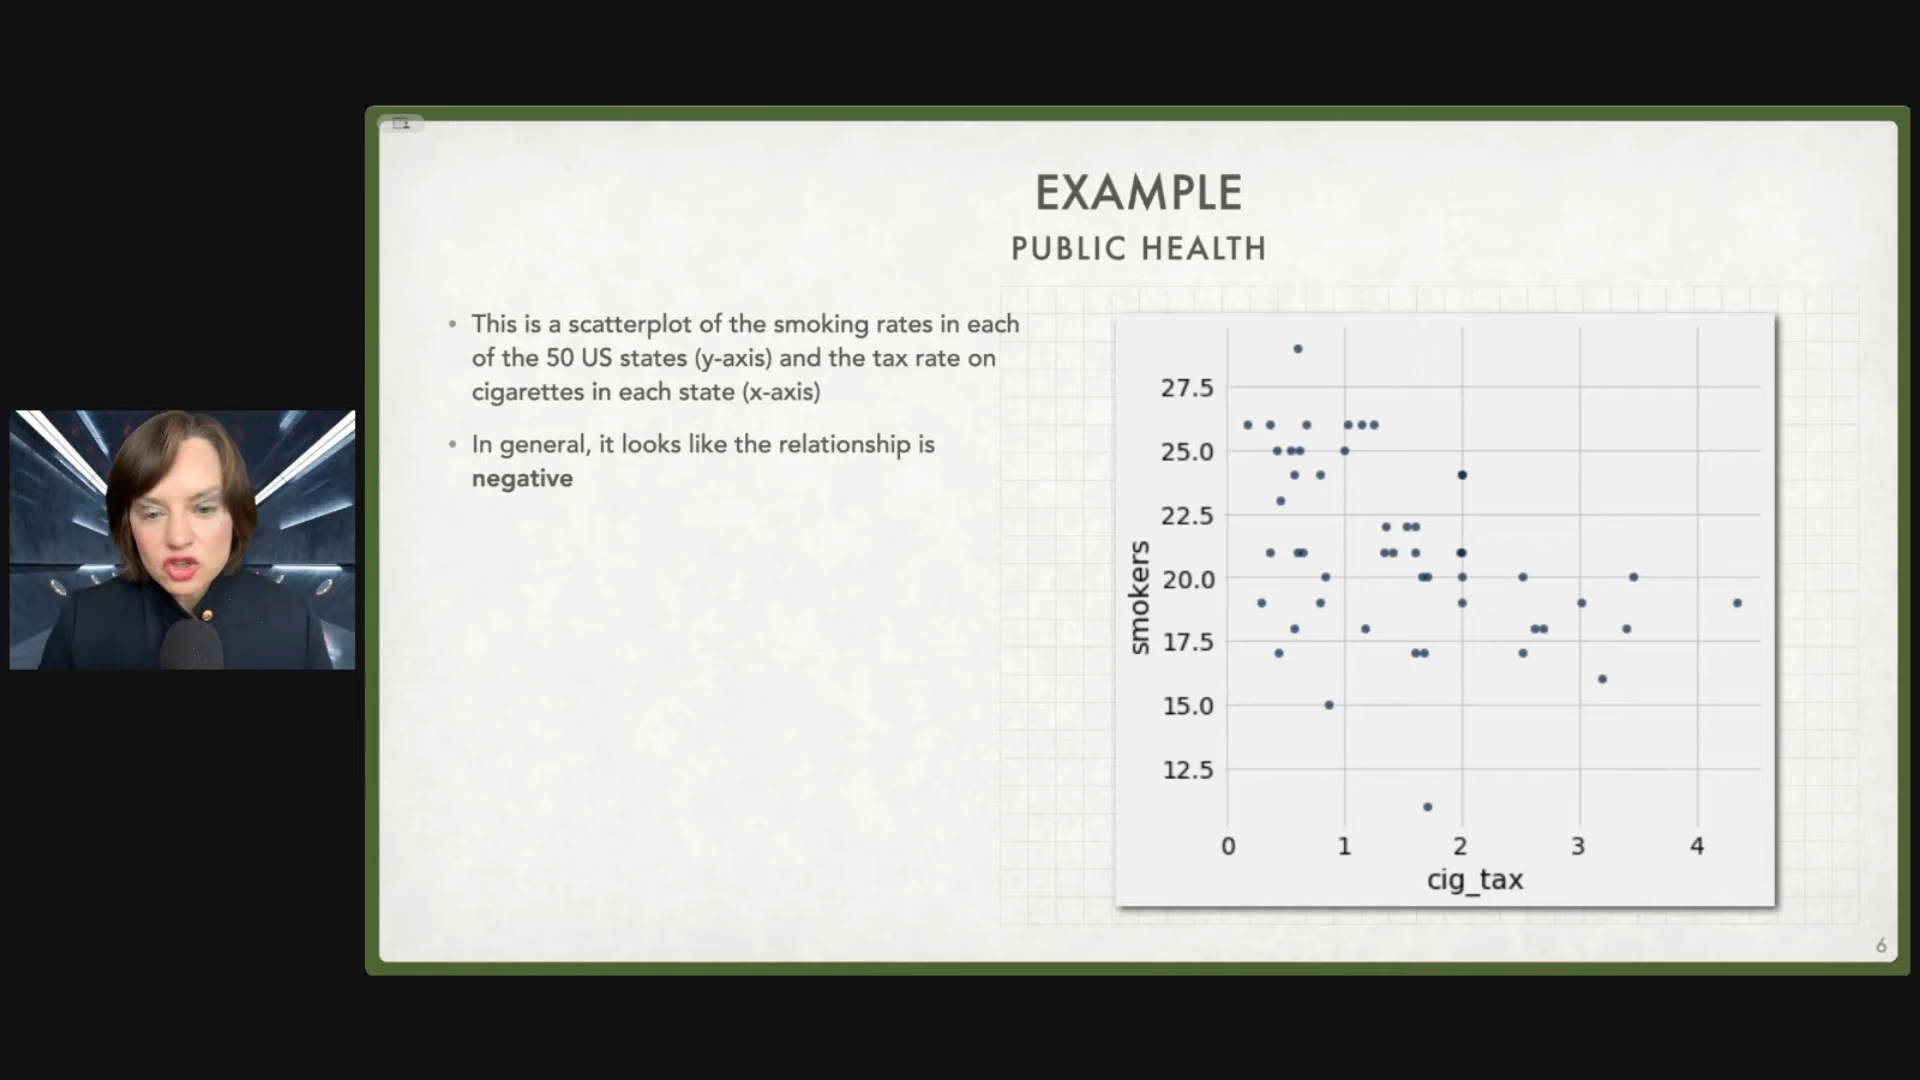 EXAMPLE
PUBLIC HEALTH
• This is a scatterplot of the smoking rates in each
of the 50 US states (y-axis) and the tax rate on
cigarettes in each state (x-axis)
• In general, it looks like the relationship is
negative
27.5
25.0
22.5
20.0
17.5
15.0
12.5
smokers
0 1 2 3 4
cig_tax
6